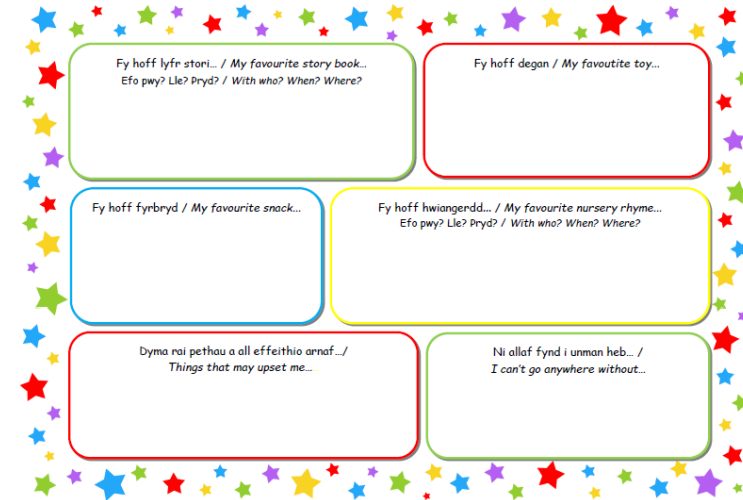 Fy hoff lyfr stori... / My favourite story book...
Efo pwy? Lle? Pryd? / With who? When? Where?
Fy hoff degan / My favoutite toy...
Fy hoff fyrbryd / My favourite snack...
Fy hoff hwiangerdd... / My favourite nursery rhyme...
Efo pwy? Lle? Pryd? / With who? When? Where?
Dyma rai pethau a all effeithio arnaf.../
Things that may upset me...
Ni allaf fynd i unman heb... /
I can't go anywhere without...